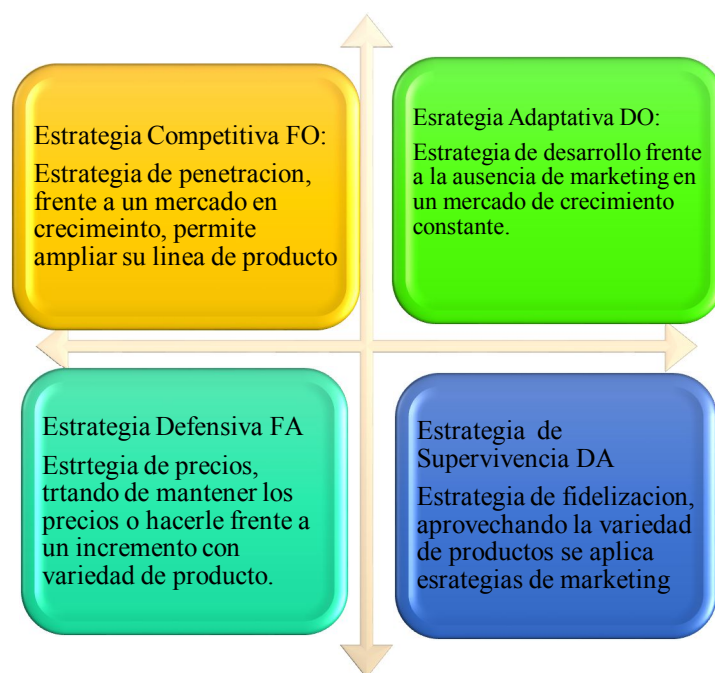 Estrategia Competitiva FO:
Estrategia de penetracion,
frente a un mercado en
crecimeinto, permite
ampliar su linea de producto
Esrategia Adaptativa DO:
Estrategia de desarrollo frente
a la ausencia de marketing en
un mercado de crecimiento
constante.
Estrategia Defensiva FA
Estrtegia de precios,
trtando de mantener los
precios o hacerle frente a
un incremento con
variedad de producto.
Estrategia de
Supervivencia DA
Estrategia de fidelizacion,
aprovechando la variedad
de productos se aplica
esrategias de marketing